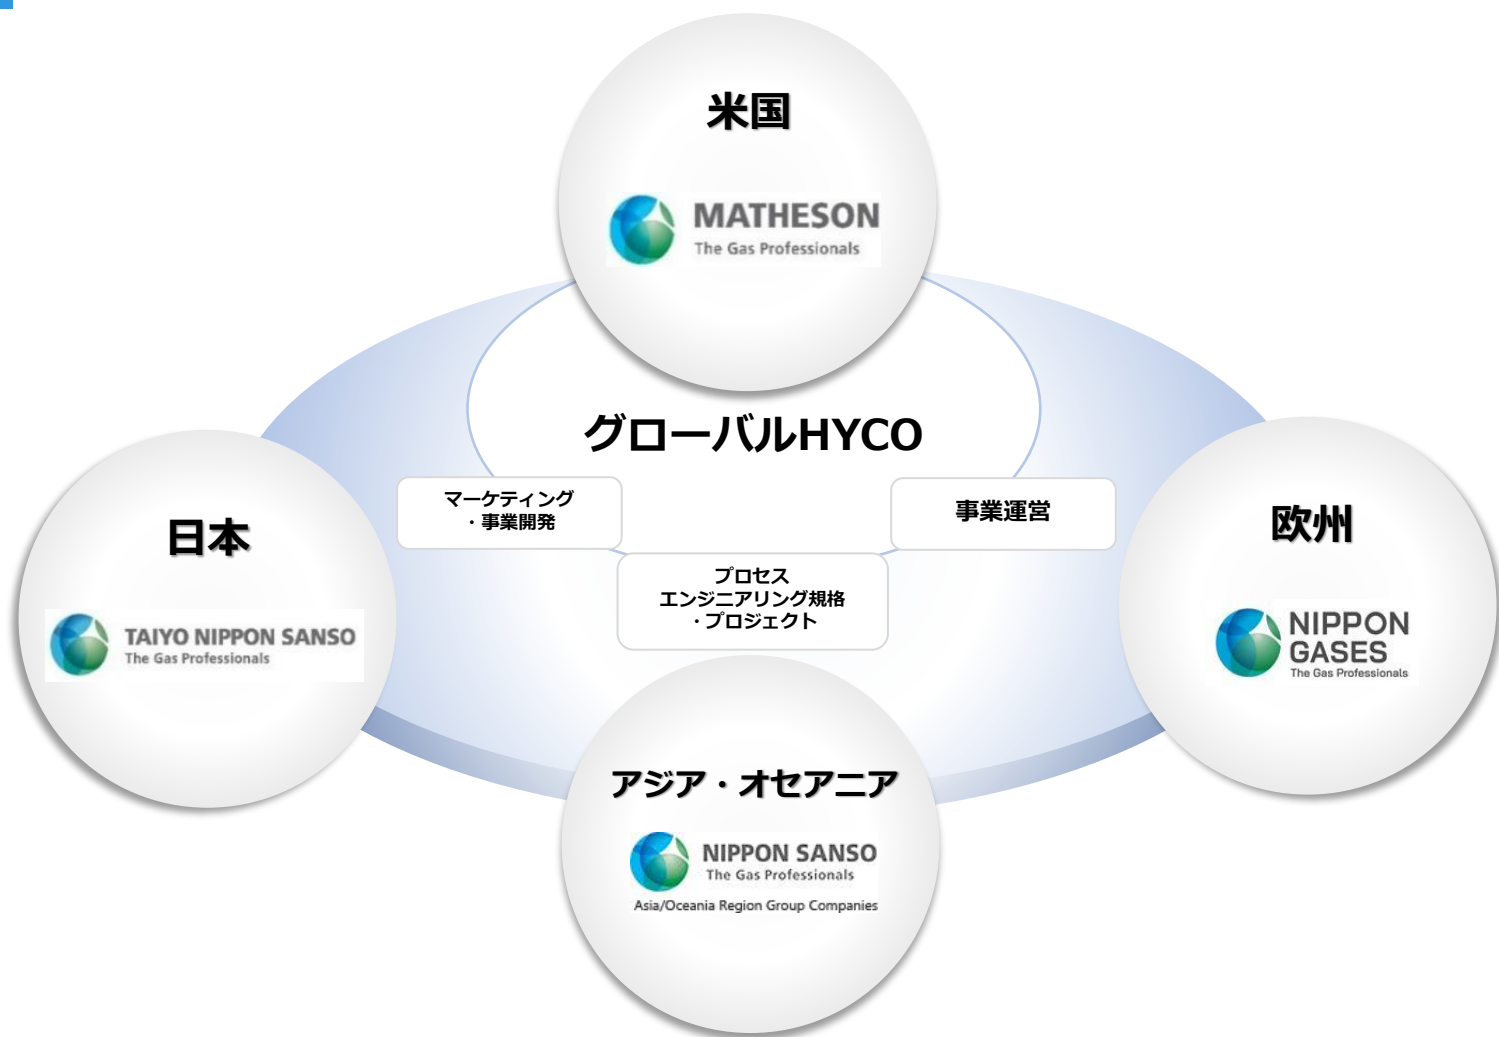 米国
MATHESON
The Gas Professionals
グローバルHYCO
マーケティング
・事業開発
事業運営
プロセス
エンジニアリング規格
・プロジェクト
日本
TAIYO NIPPON SANSO
The Gas Professionals
欧州
NIPPON
GASES
The Gas Professionals
アジア・オセアニア
NIPPON SANSO
The Gas Professionals
Asia/Oceania Region Group Companies